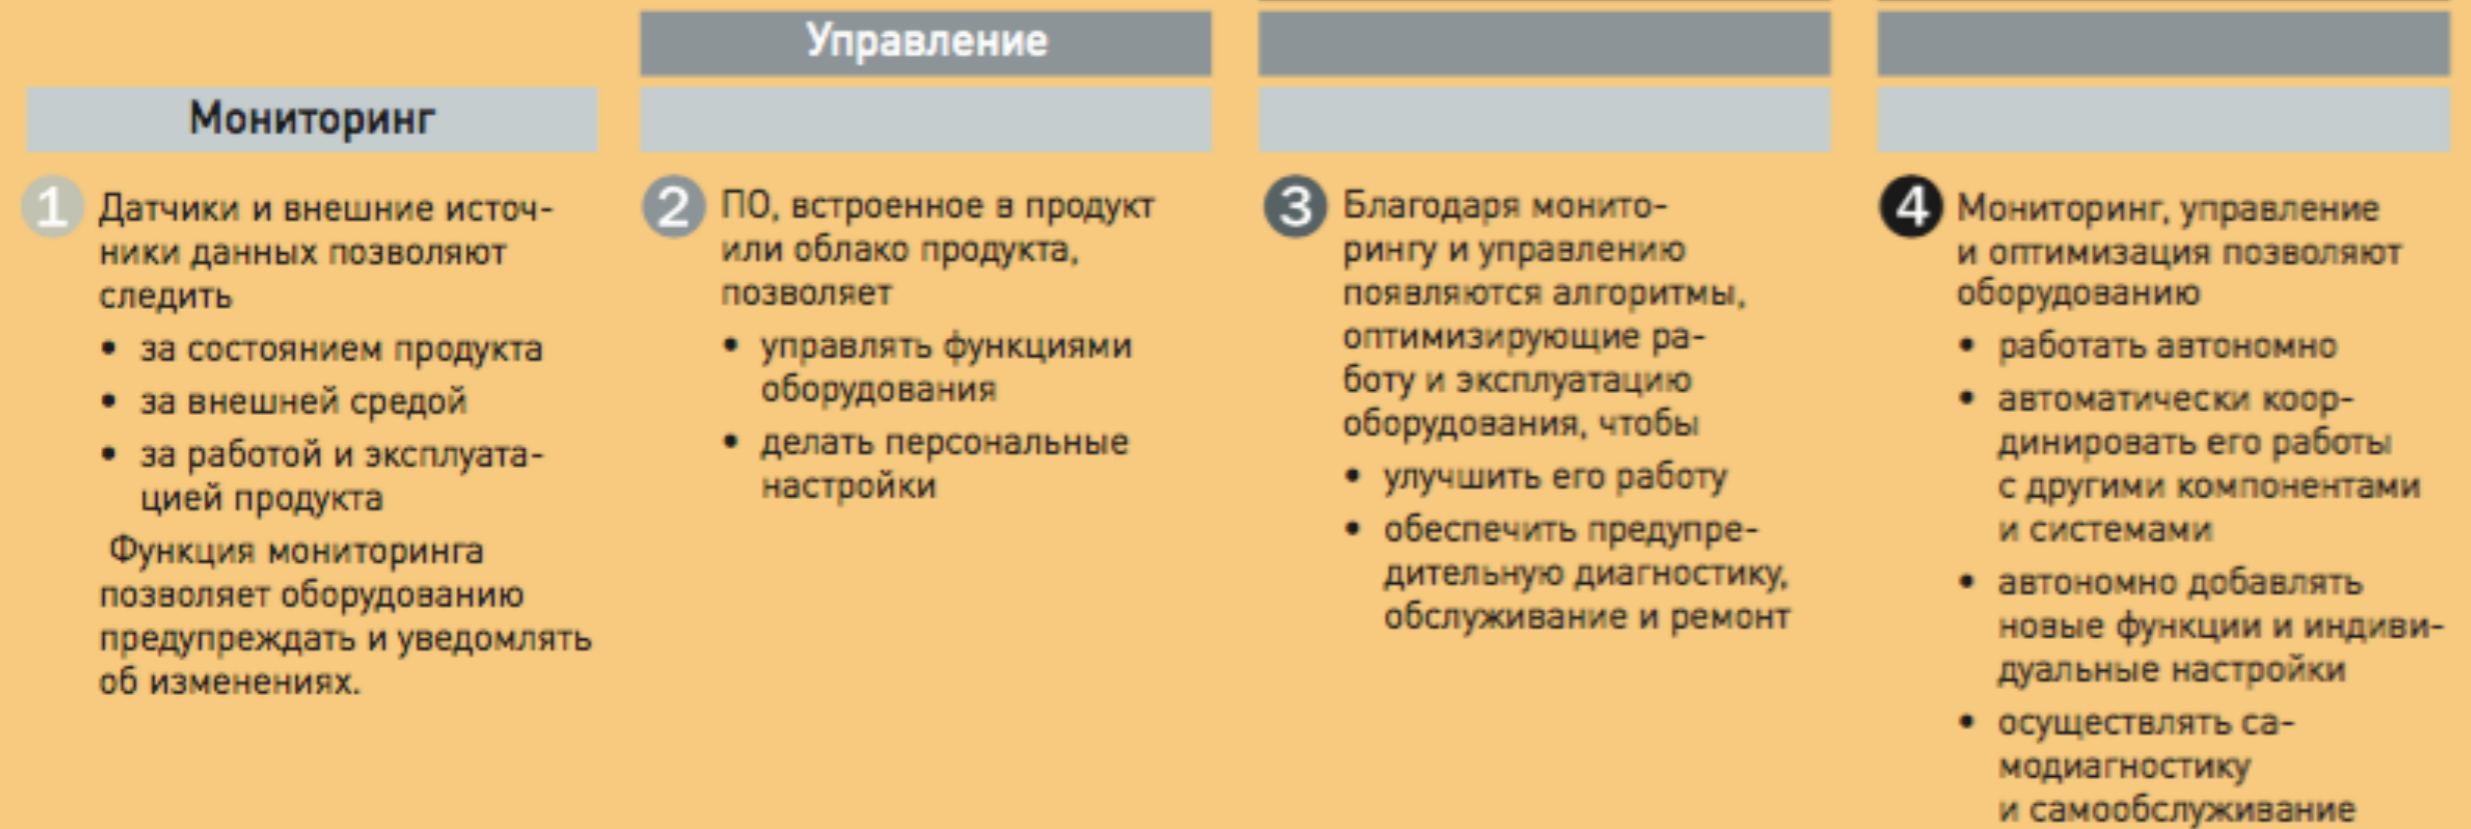 Управление
Мониторинг
1
Датчики и внешние источ-
ники данных позволяют
следить
• за состоянием продукта
• за внешней средой
• за работой и эксплуата-
цией продукта
Функция мониторинга
позволяет оборудованию
предупреждать и уведомлять
об изменениях.
2
ПО, встроенное в продукт
или облако продукта,
позволяет
• управлять функциями
оборудования
• делать персональные
настройки
3
Благодаря монито-
рингу и управлению
появляются алгоритмы,
оптимизирующие ра-
боту и эксплуатацию
оборудования, чтобы
• улучшить его работу
• обеспечить предупре-
дительную диагностику,
обслуживание и ремонт
4
Мониторинг, управление
и оптимизация позволяют
оборудованию
• работать автономно
• автоматически коор-
динировать его работы
с другими компонентами
и системами
• автономно добавлять
новые функции и индиви-
дуальные настройки
• осуществлять са-
модиагностику
и самообслуживание